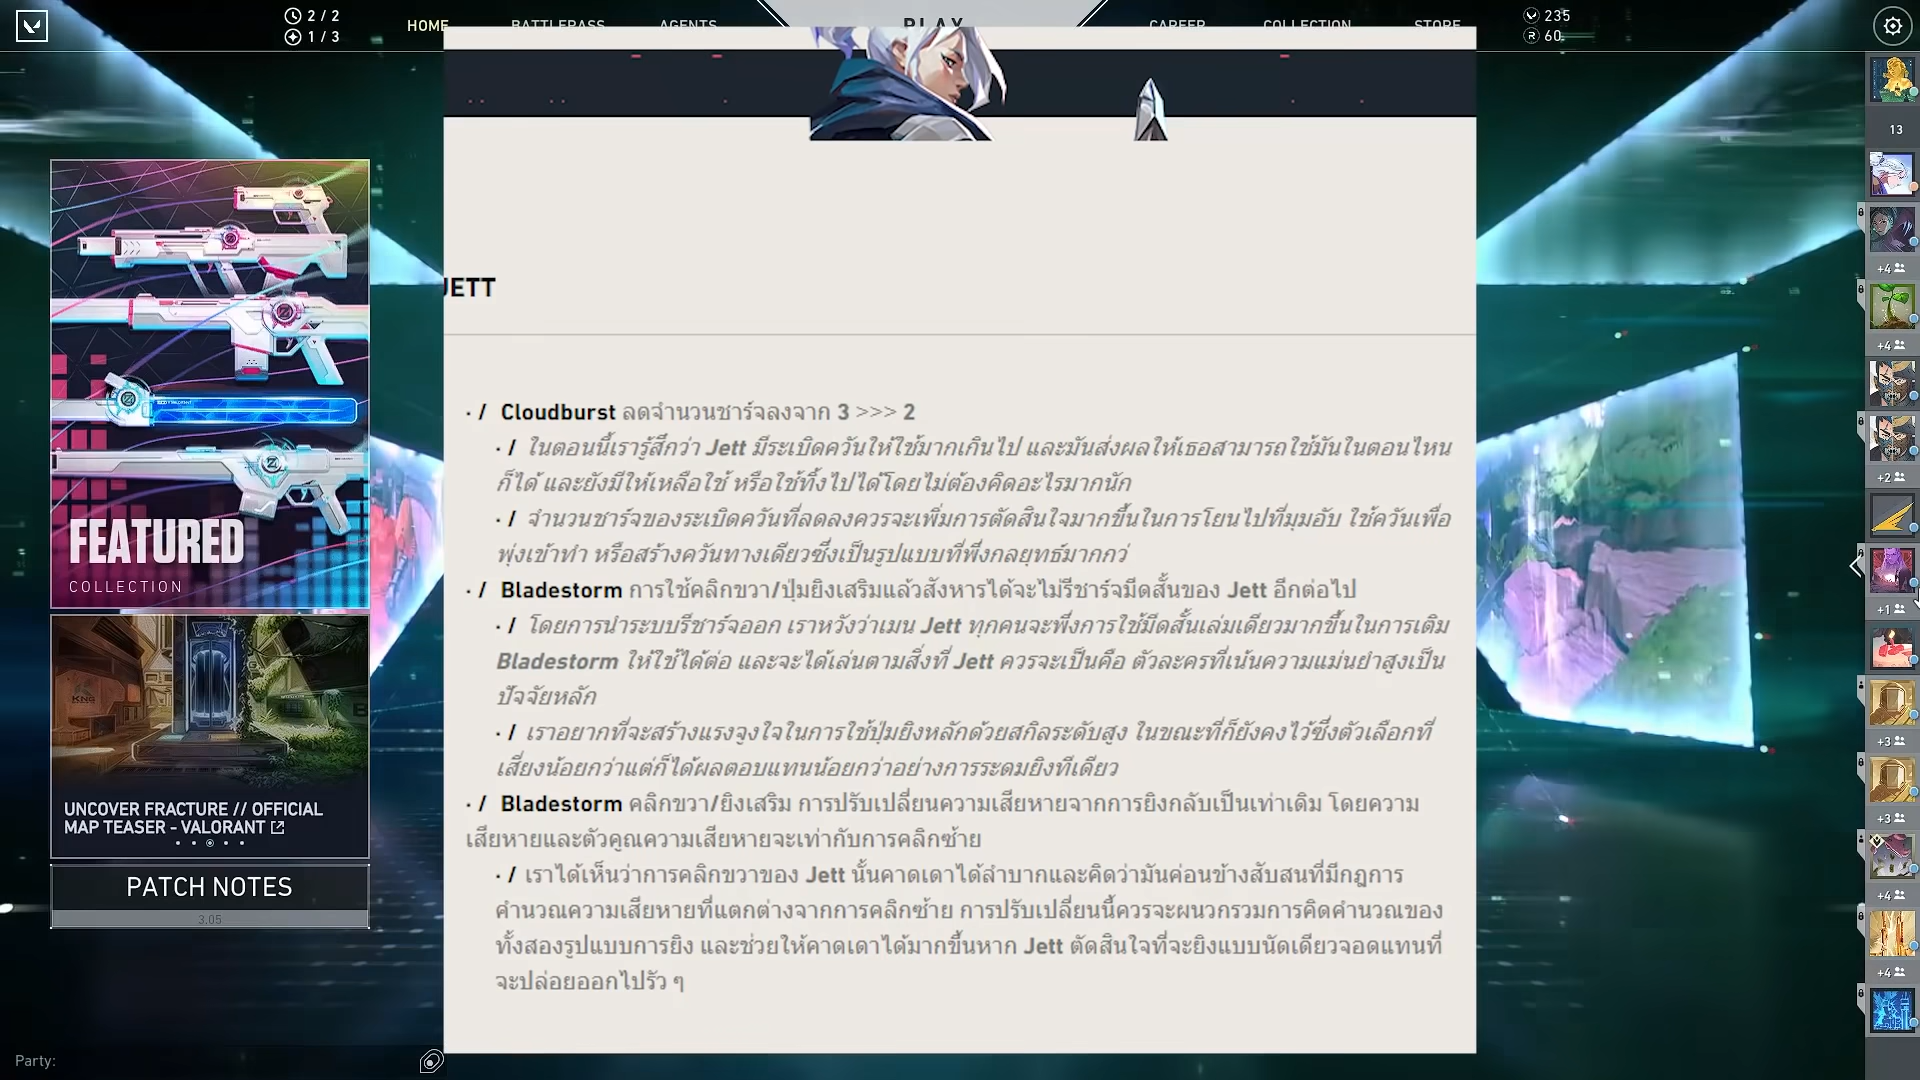 2 / 2
1 / 3
HOME
BATTLEPASS
AGENTS
PLAY
CAREER
COLLECTION
STORE
235
60
JETT
· / Cloudburst ลดจำนวนชาร์จลงจาก 3 >>> 2
· / ในตอนนี้เรารู้สึกว่า Jett มีระเบิดควันให้ใช้มากเกินไป และมันส่งผลให้เธอสามารถใช้มันในตอนไหน
ก็ได้ และยังมีให้เหลือใช้ หรือใช้ทิ้งไปได้โดยไม่ต้องคิดอะไรมากนัก
· / จำนวนชาร์จของระเบิดควันที่ลดลงควรจะเพิ่มการตัดสินใจมากขึ้นในการโยนไปที่มุมอับ ใช้ควันเพื่อ
พุ่งเข้าทำ หรือสร้างควันทางเดียวซึ่งเป็นรูปแบบที่พึ่งกลยุทธ์มากกว่า
· / Bladestorm การใช้คลิกขวา/ปุ่มยิงเสริมแล้วสังหารได้จะไม่รีชาร์จมีดสั้นของ Jett อีกต่อไป
· / โดยการนำระบบรีชาร์จออก เราหวังว่าเมน Jett ทุกคนจะพึ่งการใช้มีดสั้นเล่มเดียวมากขึ้นในการเติม
Bladestorm ให้ใช้ได้ต่อ และจะได้เล่นตามสิ่งที่ Jett ควรจะเป็นคือ ตัวละครที่เน้นความแม่นยำสูงเป็น
ปัจจัยหลัก
· / เราอยากที่จะสร้างแรงจูงใจในการใช้ปุ่มยิงหลักด้วยสกิลระดับสูง ในขณะที่ก็ยังคงไว้ซึ่งตัวเลือกที่
เสี่ยงน้อยกว่าแต่ก็ได้ผลตอบแทนน้อยกว่าอย่างการระดมยิงทีเดียว
· / Bladestorm คลิกขวา/ยิงเสริม การปรับเปลี่ยนความเสียหายจากการยิงกลับเป็นเท่าเดิม โดยความ
เสียหายและตัวคูณความเสียหายจะเท่ากับการคลิกซ้าย
· / เราได้เห็นว่าการคลิกขวาของ Jett นั้นคาดเดาได้ลำบากและคิดว่ามันค่อนข้างสับสนที่มีกฎการ
คำนวณความเสียหายที่แตกต่างจากการคลิกซ้าย การปรับเปลี่ยนนี้ควรจะผนวกรวมการคิดคำนวณของ
ทั้งสองรูปแบบการยิง และช่วยให้คาดเดาได้มากขึ้นหาก Jett ตัดสินใจที่จะยิงแบบนัดเดียวจอดแทนที่
จะปล่อยออกไปรัว ๆ
FEATURED
COLLECTION
UNCOVER FRACTURE // OFFICIAL
MAP TEASER - VALORANT
PATCH NOTES
3.05
Party:
13
+4
+4
+2
+1
+3
+3
+4
+4